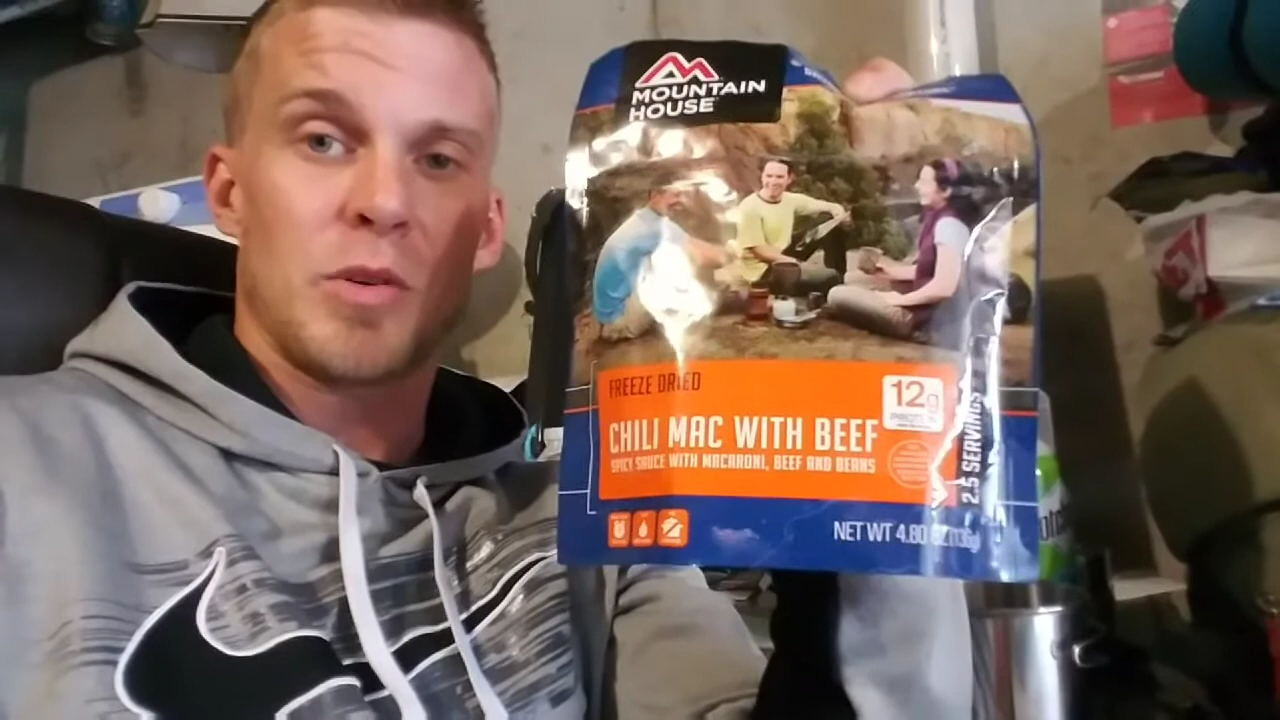 MOUNTAIN
HOUSE
FREEZE DRIED
12g
PROTEIN
CHILI MAC WITH BEEF
SPICY SAUCE WITH MACARONI, BEEF AND BEANS
2.5 SERVINGS
NET WT 4.80